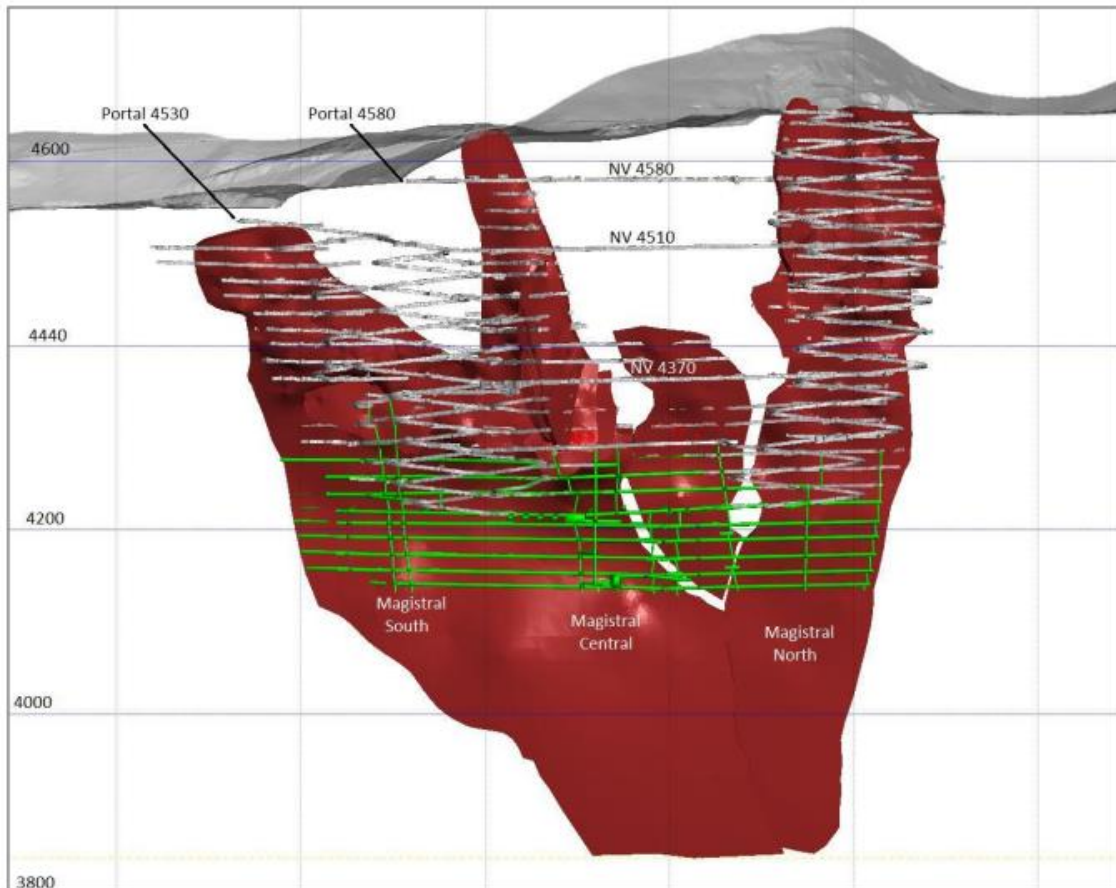 Portal 4530
Portal 4580
4600
NV 4580
NV 4510
4440
NV 4370
4200
Magistral
South
Magistral
Central
Magistral
North
4000
3800